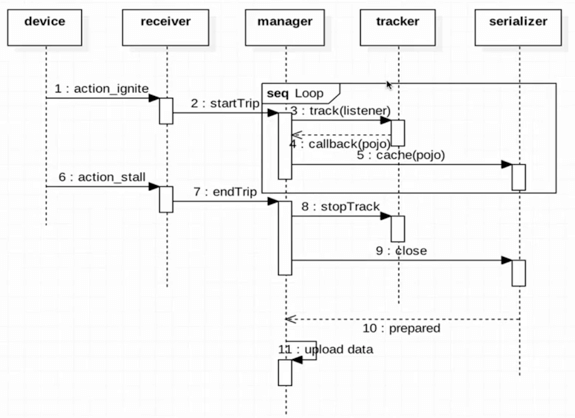 device receiver manager tracker serializer
seq Loop
1 : action_ignite
2 : startTrip
3 : track(listener)
4 : callback(pojo)
5 : cache(pojo)
6 : action_stall
7 : endTrip
8 : stopTrack
9 : close
10 : prepared
11 : upload data